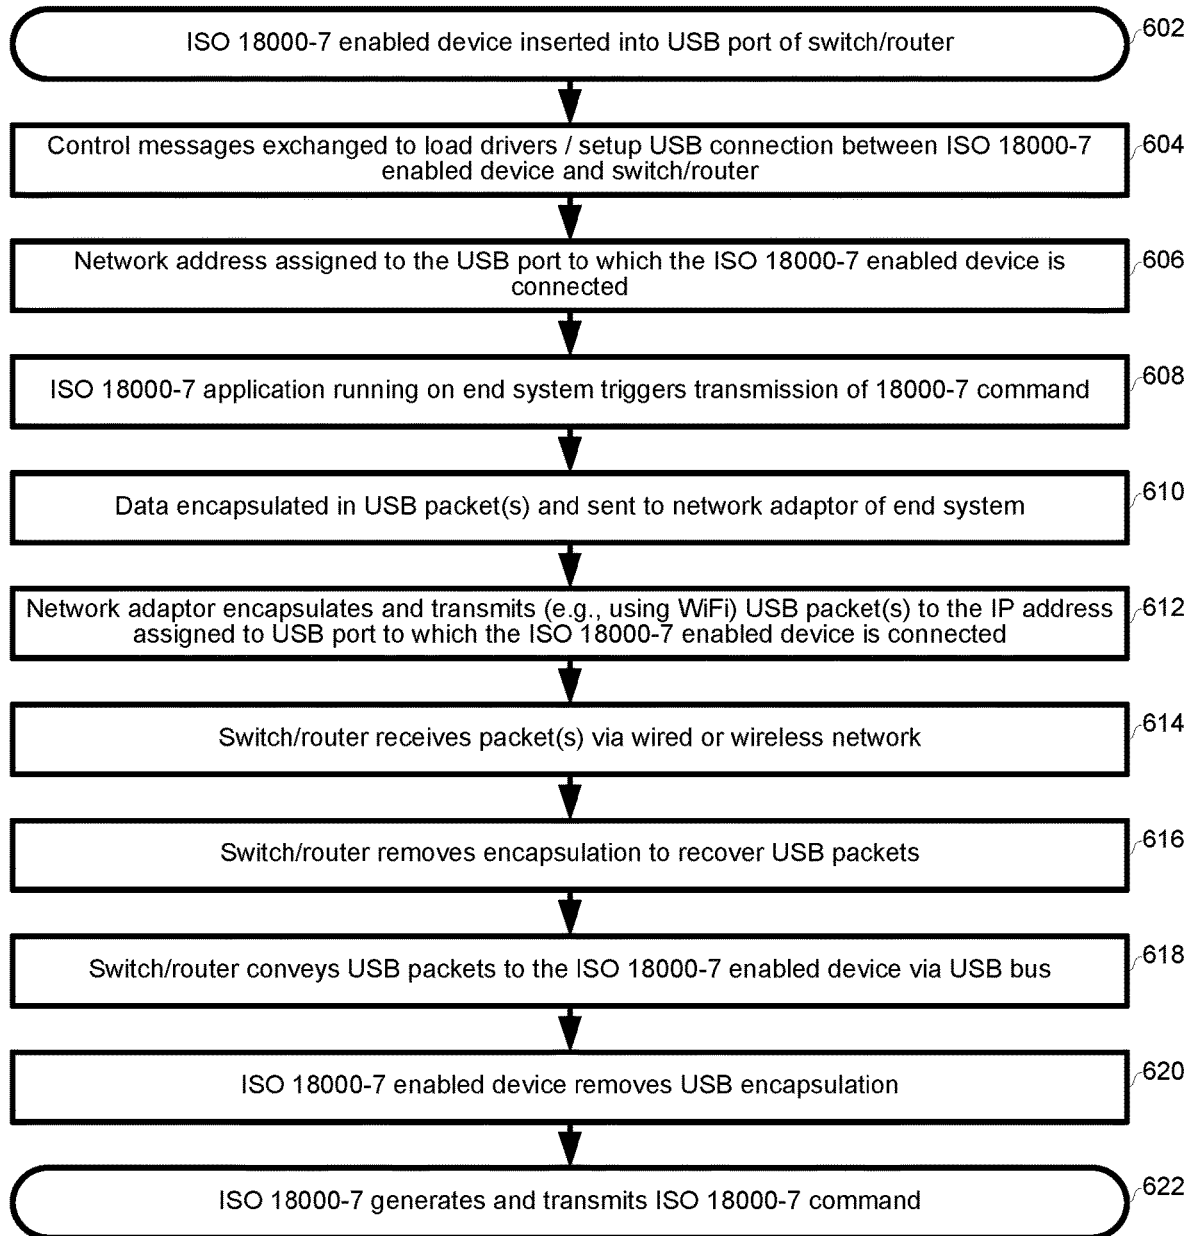 ISO 18000-7 enabled device inserted into USB port of switch/router
602
Control messages exchanged to load drivers / setup USB connection between ISO 18000-7
enabled device and switch/router
604
Network address assigned to the USB port to which the ISO 18000-7 enabled device is
connected
606
ISO 18000-7 application running on end system triggers transmission of 18000-7 command
608
Data encapsulated in USB packet(s) and sent to network adaptor of end system
610
Network adaptor encapsulates and transmits (e.g., using WiFi) USB packet(s) to the IP address
assigned to USB port to which the ISO 18000-7 enabled device is connected
612
Switch/router receives packet(s) via wired or wireless network
614
Switch/router removes encapsulation to recover USB packets
616
Switch/router conveys USB packets to the ISO 18000-7 enabled device via USB bus
618
ISO 18000-7 enabled device removes USB encapsulation
620
ISO 18000-7 generates and transmits ISO 18000-7 command
622